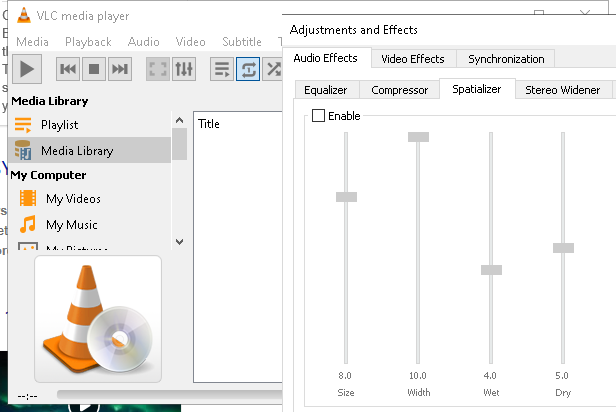 VLC media player
Media Playback Audio Video Subtitle T
Media Library
Playlist
Media Library
My Computer
My Videos
My Music
My Pictures
Title
--:--
Adjustments and Effects
Audio Effects Video Effects Synchronization
Equalizer Compressor Spatializer Stereo Widener
Enable
8.0 10.0 4.0 5.0
Size Width Wet Dry